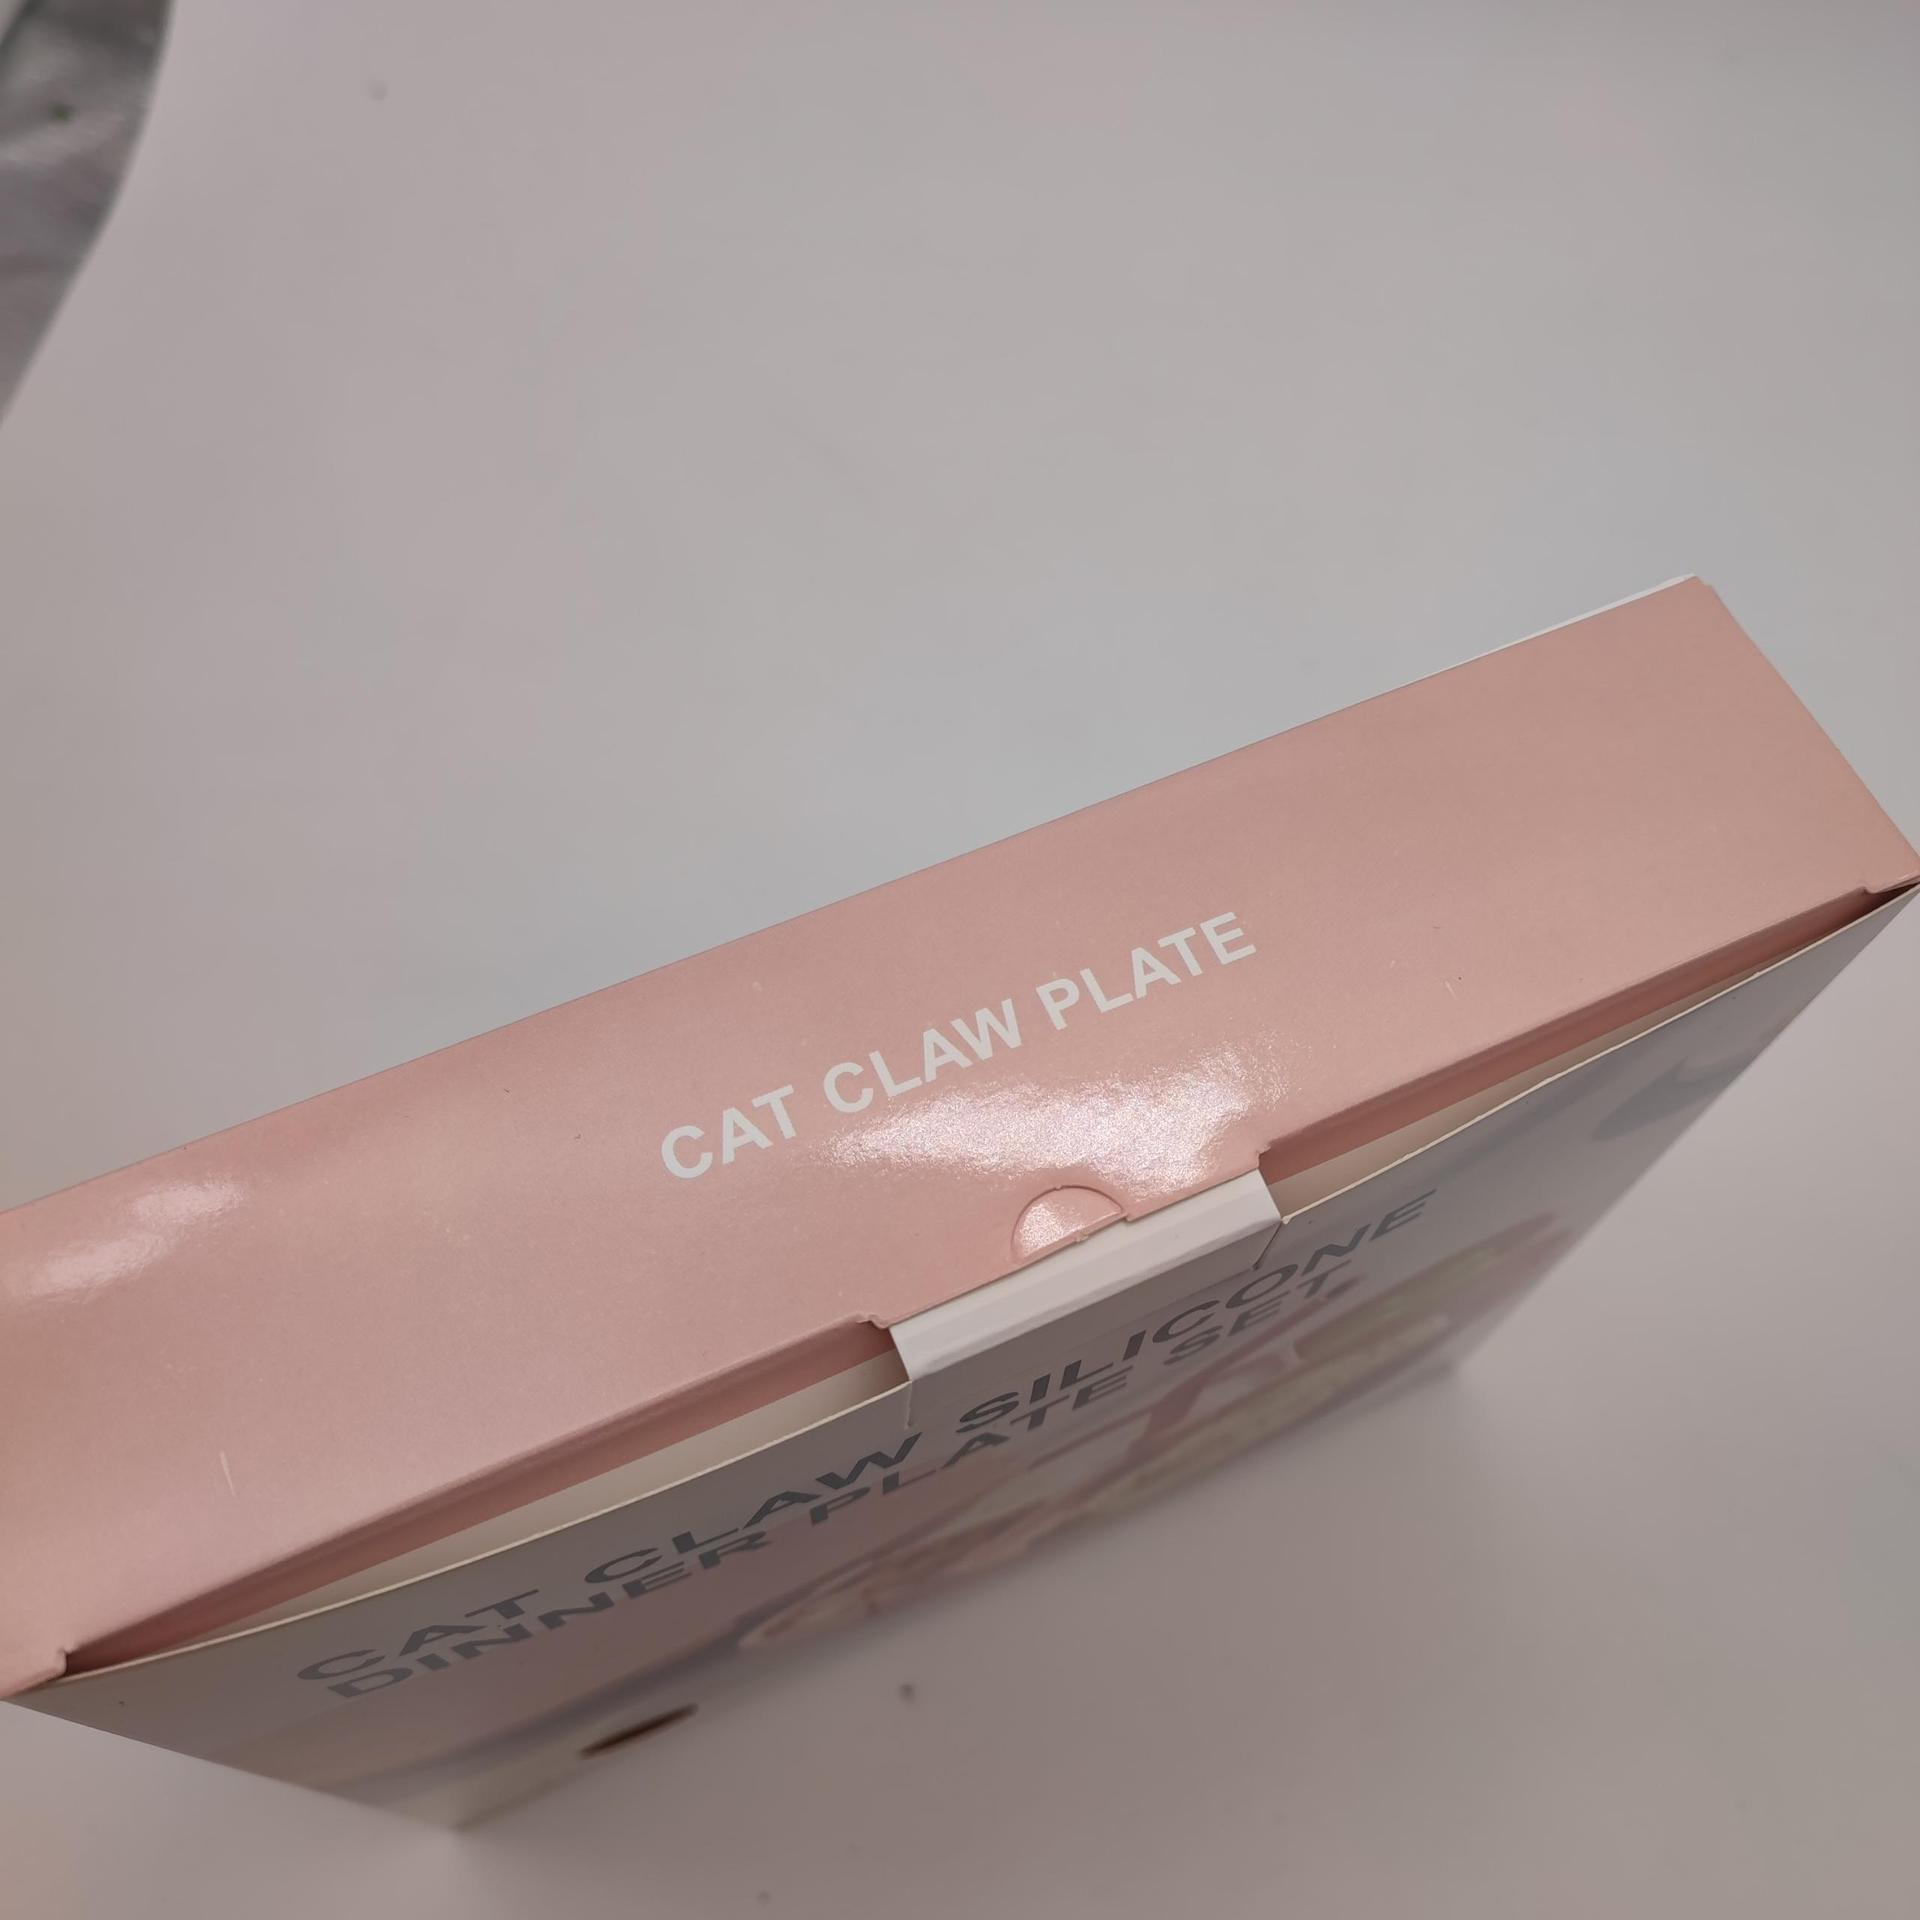 CAT CLAW PLATE
CAT CLAW SILICONE
DINNER PLATE SET